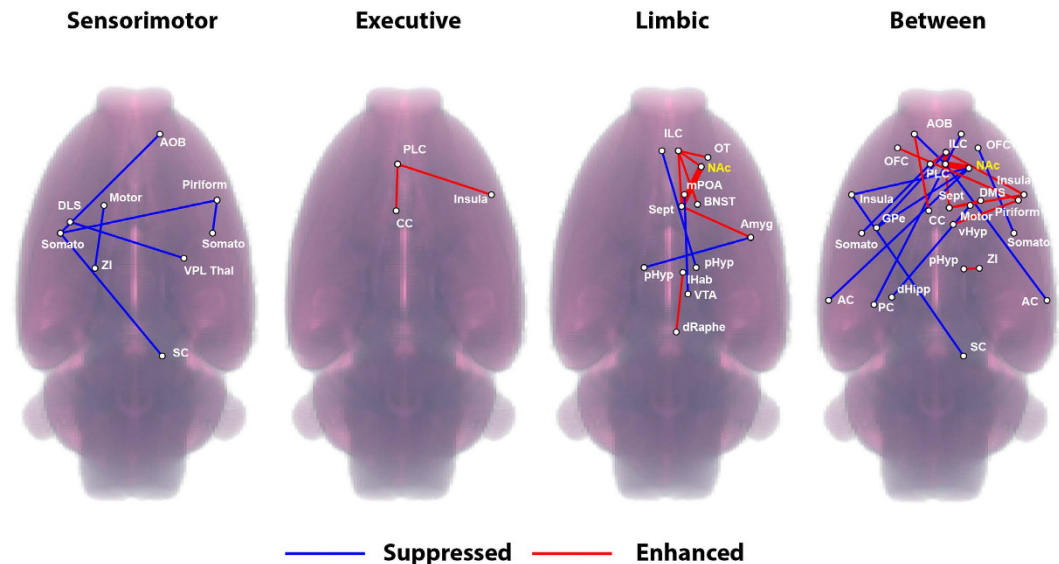 Sensorimotor
Executive
Limbic
Between
AOB
Piriform
Motor
DLS
Somato
Somato
ZI
VPL Thal
SC
PLC
Insula
CC
ILC
OT
NAc
mPOA
BNST
Sept
Amyg
pHyp
pHyp
lHab
VTA
dRaphe
AOB
ILC
OFC
OFC
NAc
PLC
Insula
Insula
Sept
DMS
Piriform
GPe
CC
Motor
vHyp
Somato
Somato
pHyp
ZI
dHipp
AC
PC
AC
SC
Suppressed
Enhanced